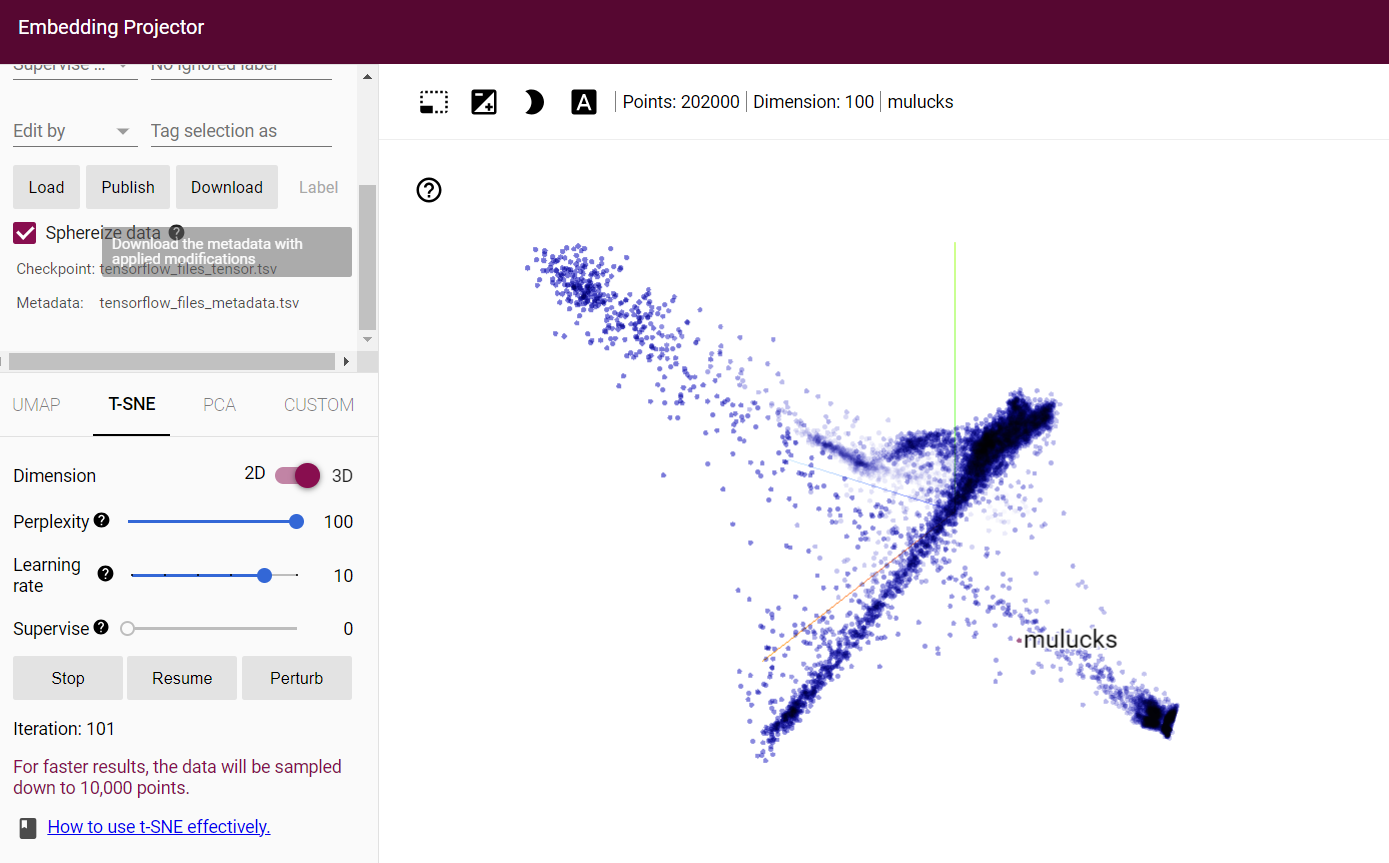 Embedding Projector
Supervise ... No ignored label
Edit by Tag selection as
Load Publish Download Label
Sphereize data
Download the metadata with
applied modifications
Checkpoint: tensorflow_files_tensor.tsv
Metadata: tensorflow_files_metadata.tsv
UMAP T-SNE PCA CUSTOM
Dimension 2D 3D
Perplexity 100
Learning
rate 10
Supervise 0
Stop Resume Perturb
Iteration: 101
For faster results, the data will be sampled
down to 10,000 points.
How to use t-SNE effectively.
A Points: 202000 Dimension: 100 mulucks
mulucks